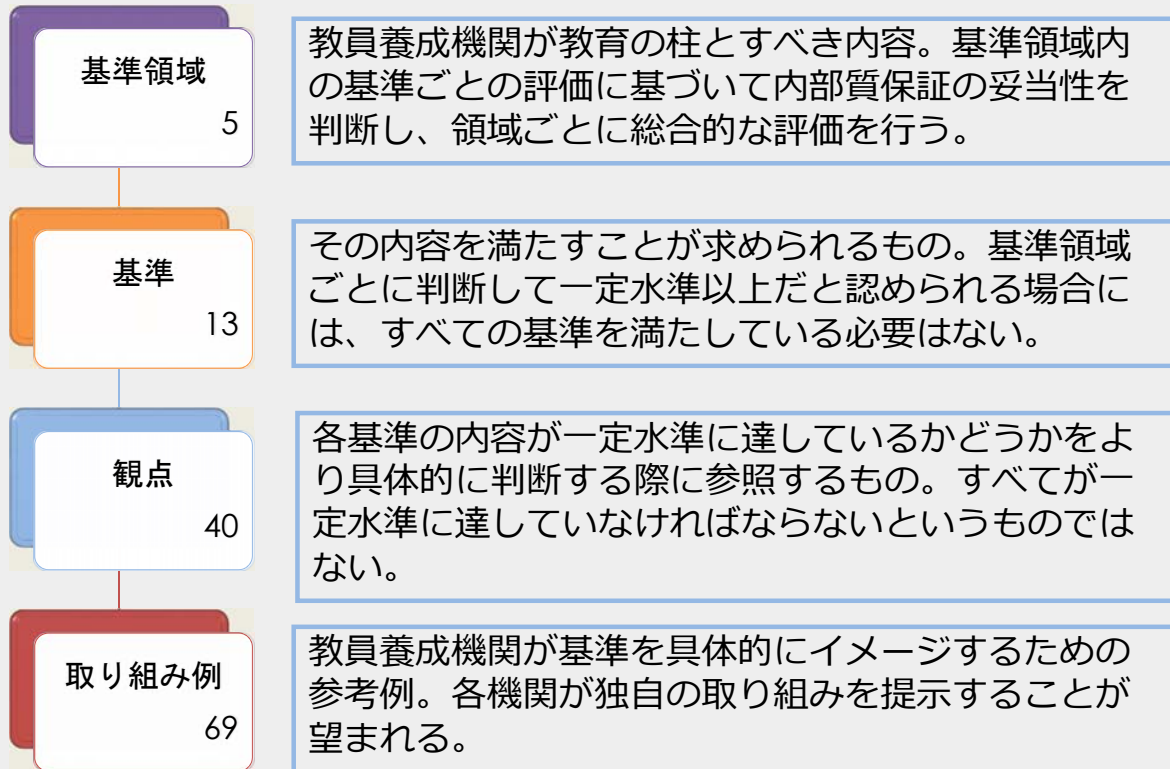 基準領域
5
教員養成機関が教育の柱とすべき内容。基準領域内
の基準ごとの評価に基づいて内部質保証の妥当性を
判断し、領域ごとに総合的な評価を行う。
基準
13
その内容を満たすことが求められるもの。基準領域
ごとに判断して一定水準以上だと認められる場合に
は、すべての基準を満たしている必要はない。
観点
40
各基準の内容が一定水準に達しているかどうかをよ
り具体的に判断する際に参照するもの。すべてが一
定水準に達していなければならないというものでは
ない。
取り組み例
69
教員養成機関が基準を具体的にイメージするための
参考例。各機関が独自の取り組みを提示することが
望まれる。